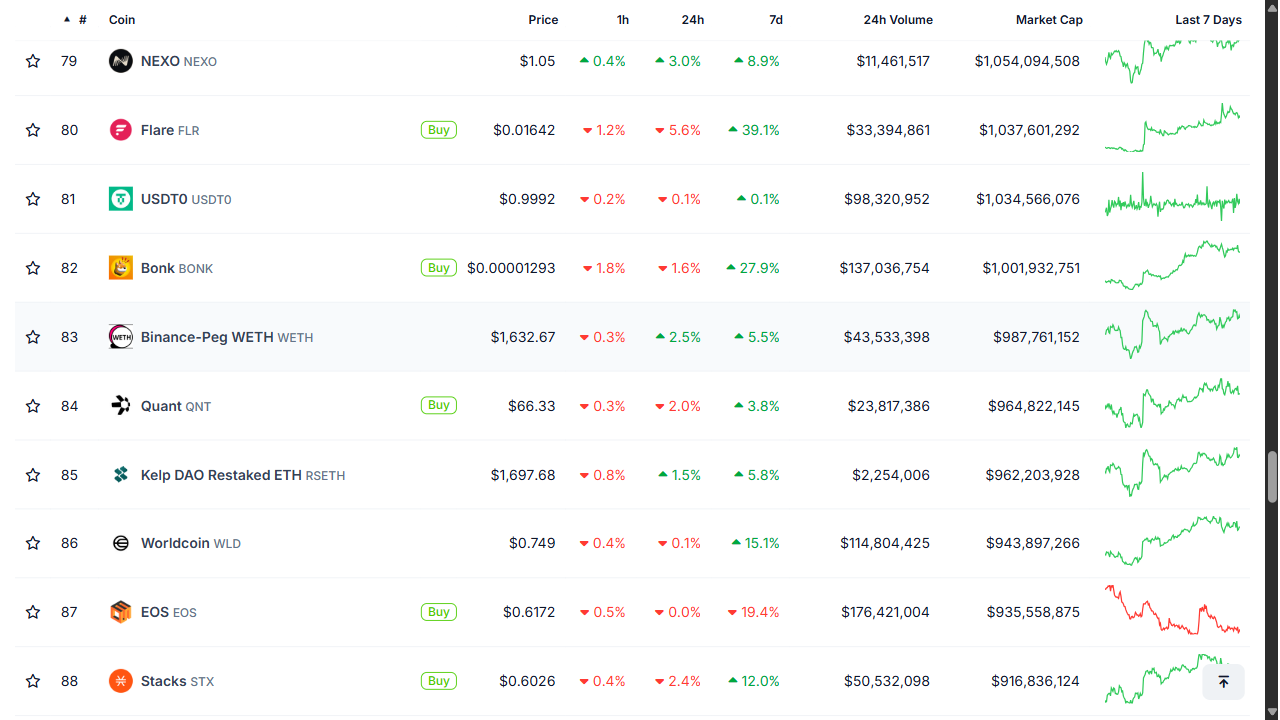 # Coin Price 1h 24h 7d 24h Volume Market Cap Last 7 Days
79 NEXO NEXO $1.05 0.4% 3.0% 8.9% $11,461,517 $1,054,094,508
80 Flare FLR Buy $0.01642 1.2% 5.6% 39.1% $33,394,861 $1,037,601,292
81 USDT0 USDT0 $0.9992 0.2% 0.1% 0.1% $98,320,952 $1,034,566,076
82 Bonk BONK Buy $0.00001293 1.8% 1.6% 27.9% $137,036,754 $1,001,932,751
83 WETH Binance-Peg WETH WETH $1,632.67 0.3% 2.5% 5.5% $43,533,398 $987,761,152
84 Quant QNT Buy $66.33 0.3% 2.0% 3.8% $23,817,386 $964,822,145
85 Kelp DAO Restaked ETH RSETH $1,697.68 0.8% 1.5% 5.8% $2,254,006 $962,203,928
86 Worldcoin WLD $0.749 0.4% 0.1% 15.1% $114,804,425 $943,897,266
87 EOS EOS Buy $0.6172 0.5% 0.0% 19.4% $176,421,004 $935,558,875
88 Stacks STX Buy $0.6026 0.4% 2.4% 12.0% $50,532,098 $916,836,124